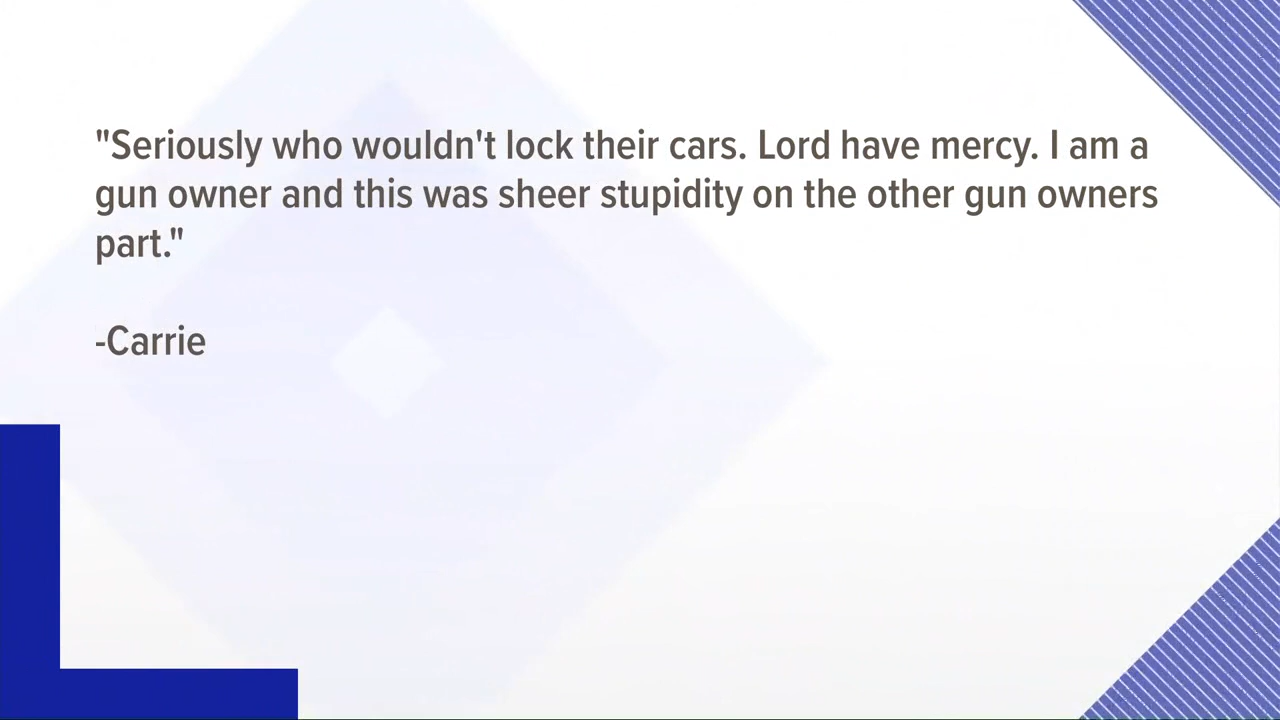 "Seriously who wouldn't lock their cars. Lord have mercy. I am a
gun owner and this was sheer stupidity on the other gun owners
part."
-Carrie